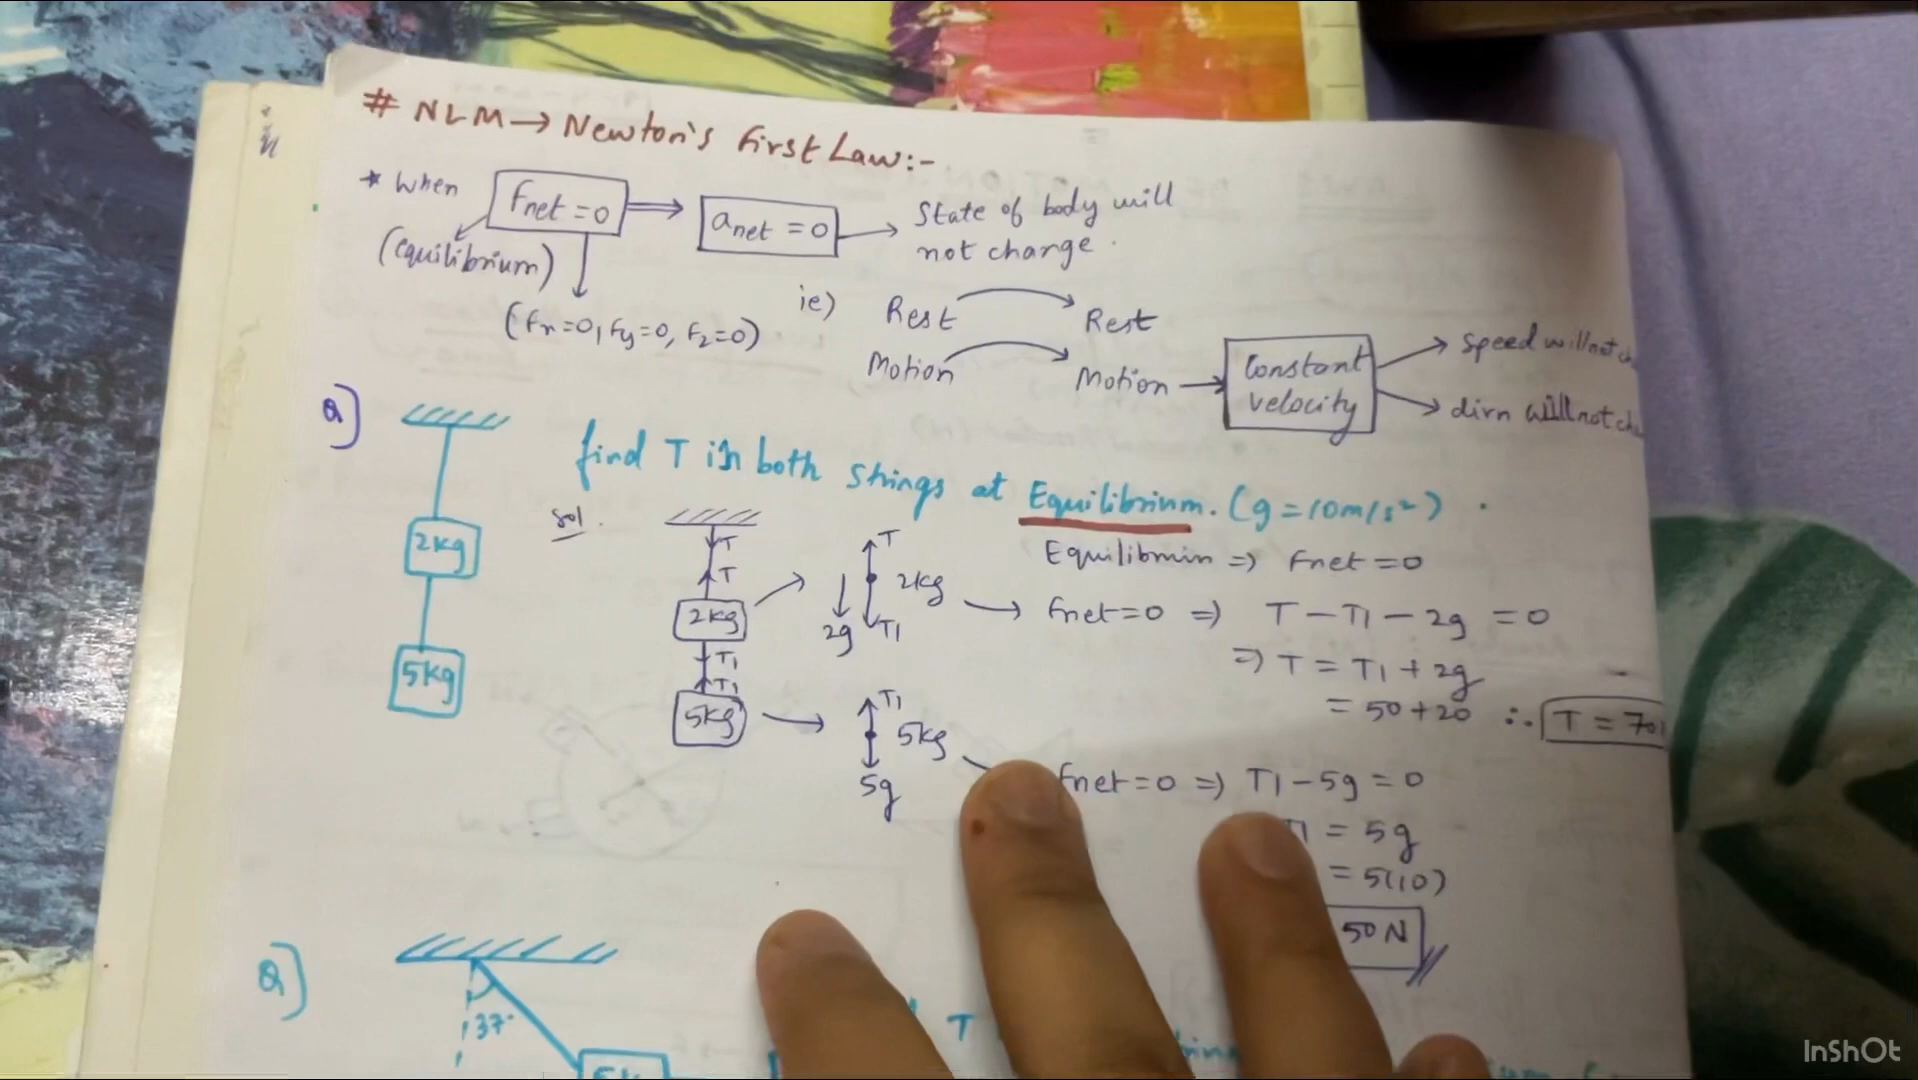 # NLM → Newton's First Law:-
* When Fnet = 0 ⇒ anet = 0 → State of body will
not change.
(equilibrium)
(Fx=0, Fy=0, Fz=0)
ie) Rest Rest
Motion Motion → Constant
velocity
speed will not
dirn will not
Q)
find T in both strings at Equilibrium. (g = 10m/s²).
2kg
5kg
Sol.
T
T
2kg
T1
T1
5kg
T
2kg
2g T1
T1
5kg
5g
Equilibrium ⇒ Fnet = 0
Fnet = 0 ⇒ T - T1 - 2g = 0
⇒ T = T1 + 2g
= 50 + 20 ∴ T = 70
Fnet = 0 ⇒ T1 - 5g = 0
= 5g
= 5(10)
50 N
Q)
37°
T
InShOt